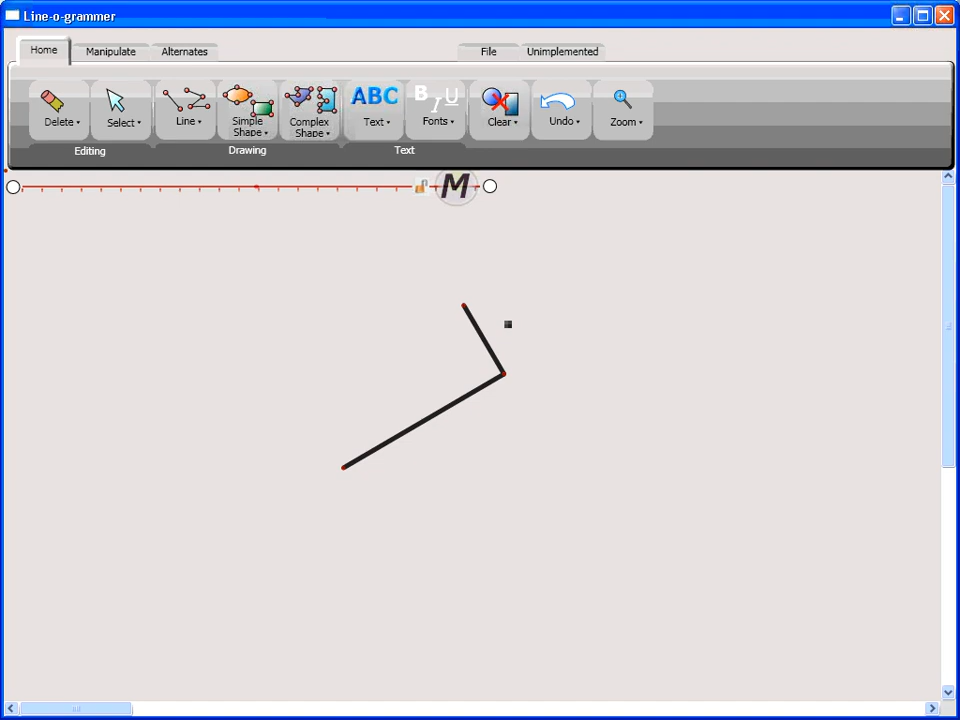 Line-o-grammer
Home Manipulate Alternates File Unimplemented
ABC B I U
Delete Select Line Simple Shape Complex Shape Text Fonts Clear Undo Zoom
Editing Drawing Text
M